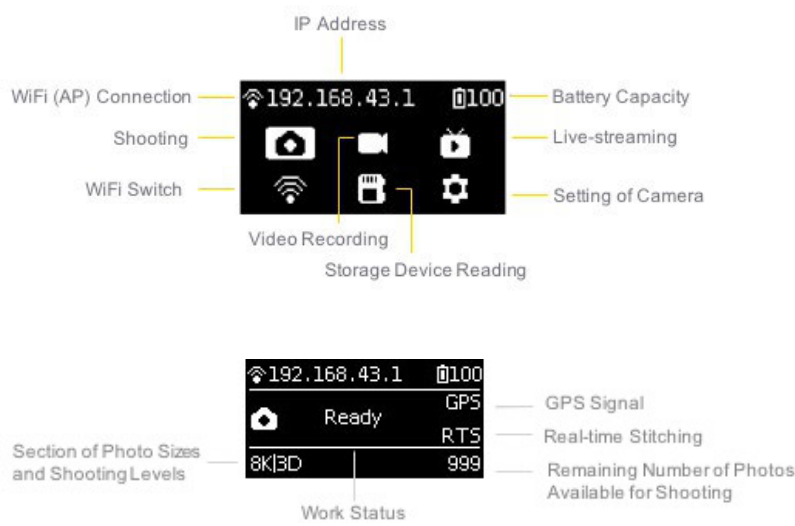 IP Address
WiFi (AP) Connection
192.168.43.1
100
Battery Capacity
Shooting
Live-streaming
WiFi Switch
Setting of Camera
Video Recording
Storage Device Reading
192.168.43.1
100
Ready
GPS
GPS Signal
RTS
Real-time Stitching
Section of Photo Sizes
and Shooting Levels
8K|3D
999
Remaining Number of Photos
Available for Shooting
Work Status